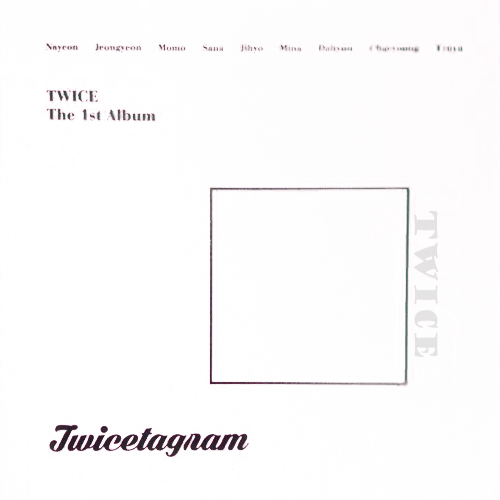 Nayeon Jeongyeon Momo Sana Jihyo Mina Dahyun Chaeyoung Tzuyu
TWICE
The 1st Album
TWICE
Twicetagram